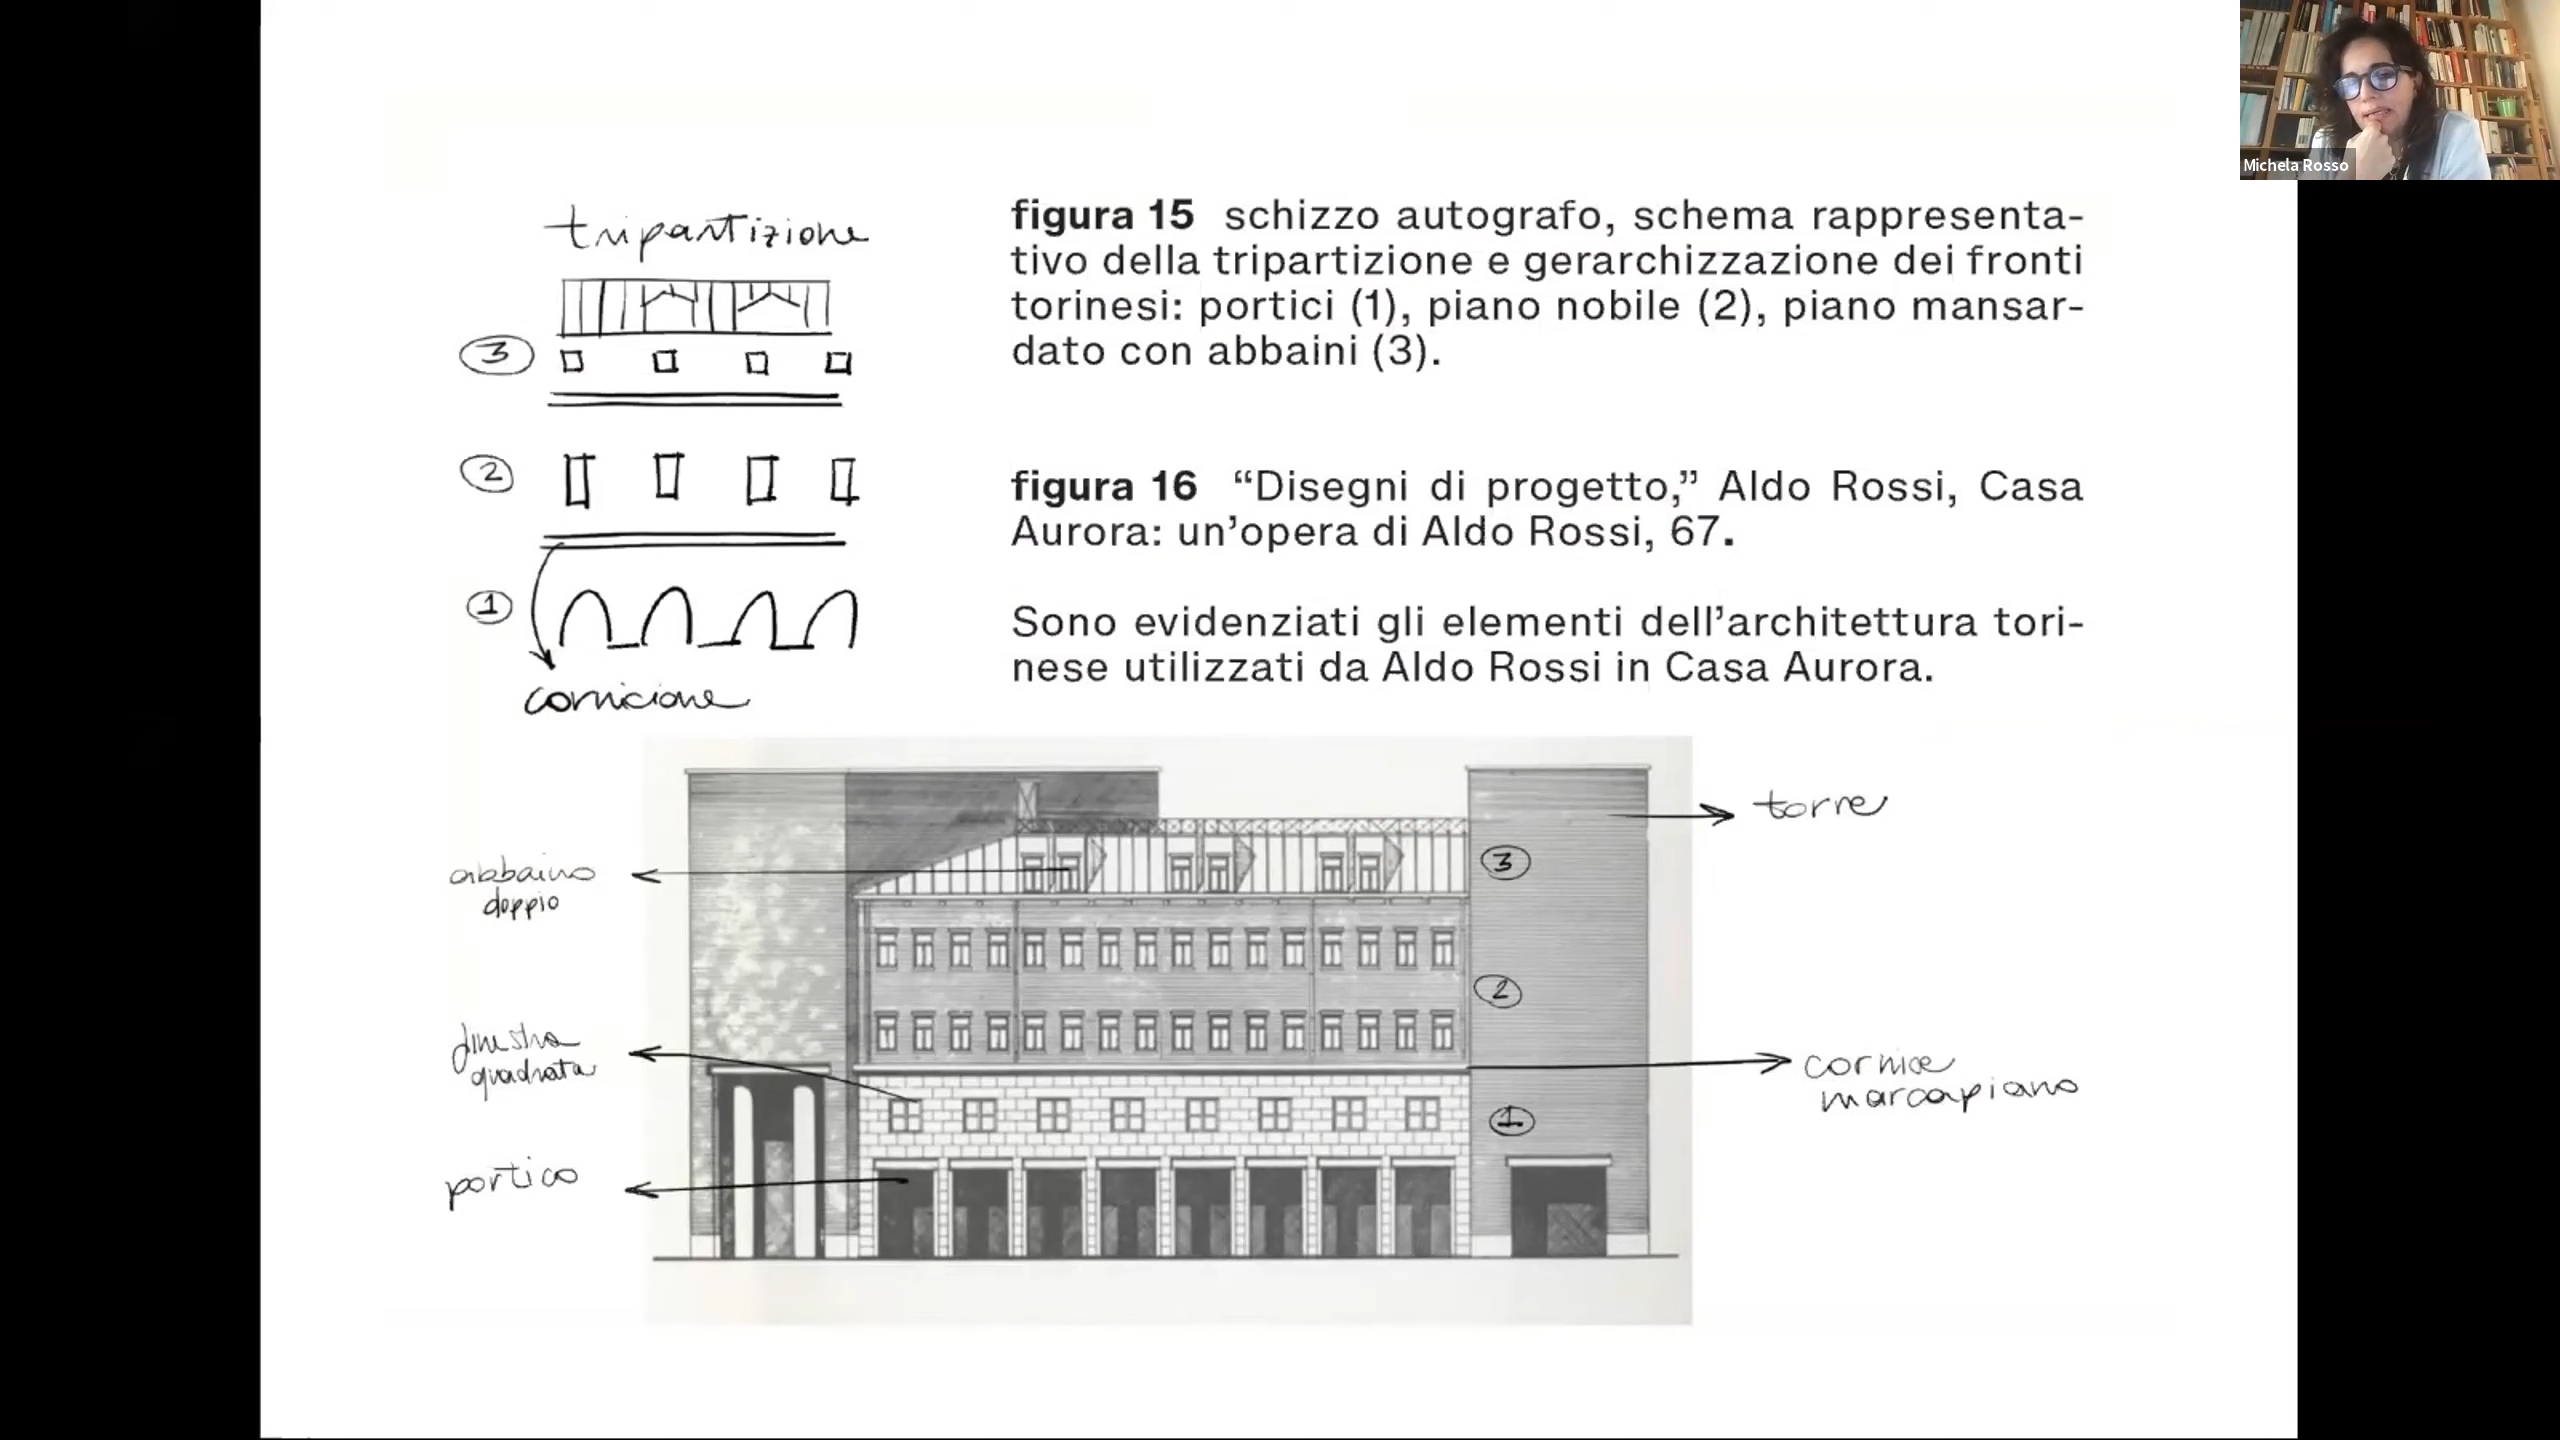 Michela Rosso
tripartizione
3
2
1
cornicione
figura 15 schizzo autografo, schema rappresenta-
tivo della tripartizione e gerarchizzazione dei fronti
torinesi: portici (1), piano nobile (2), piano mansar-
dato con abbaini (3).
figura 16 “Disegni di progetto,” Aldo Rossi, Casa
Aurora: un’opera di Aldo Rossi, 67.
Sono evidenziati gli elementi dell’architettura tori-
nese utilizzati da Aldo Rossi in Casa Aurora.
torre
abbaino
doppio
3
2
finestra
quadrata
cornice
marcapiano
1
portico